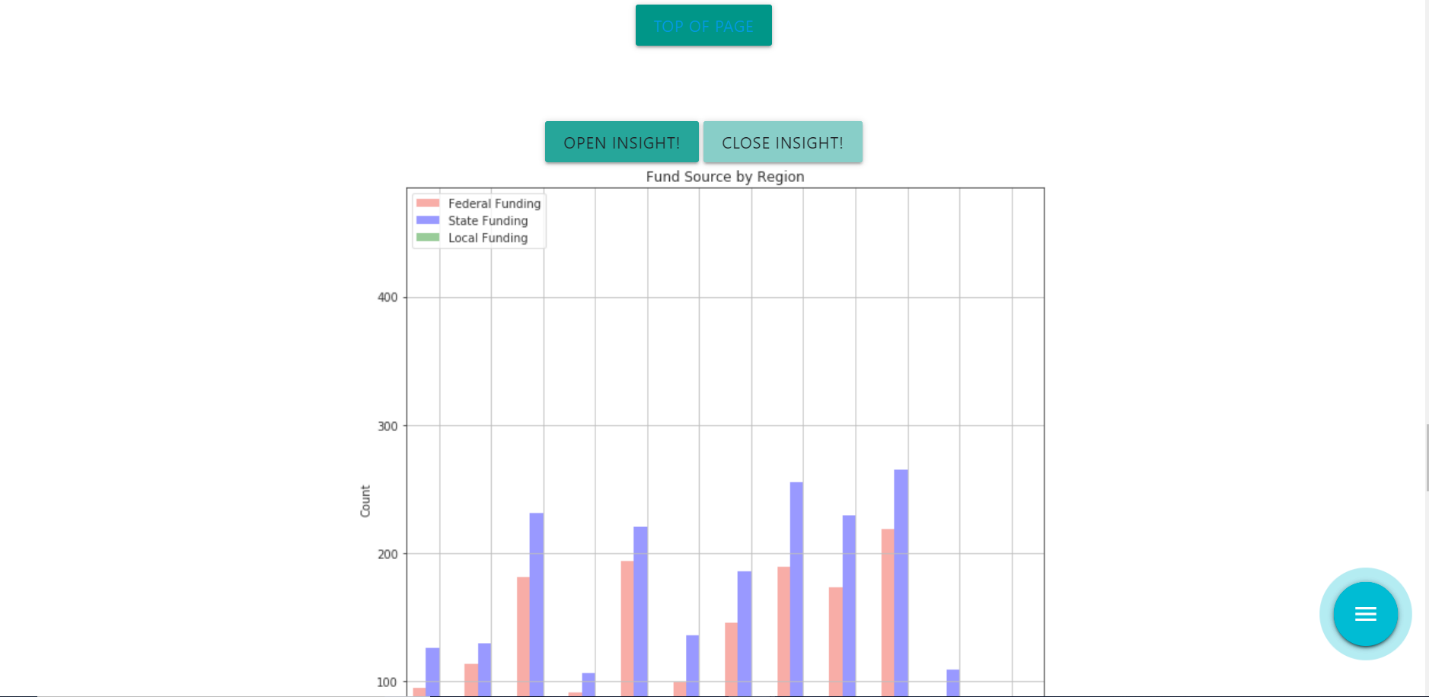 TOP OF PAGE
OPEN INSIGHT! CLOSE INSIGHT!
Fund Source by Region
Federal Funding
State Funding
Local Funding
400
300
Count
200
100